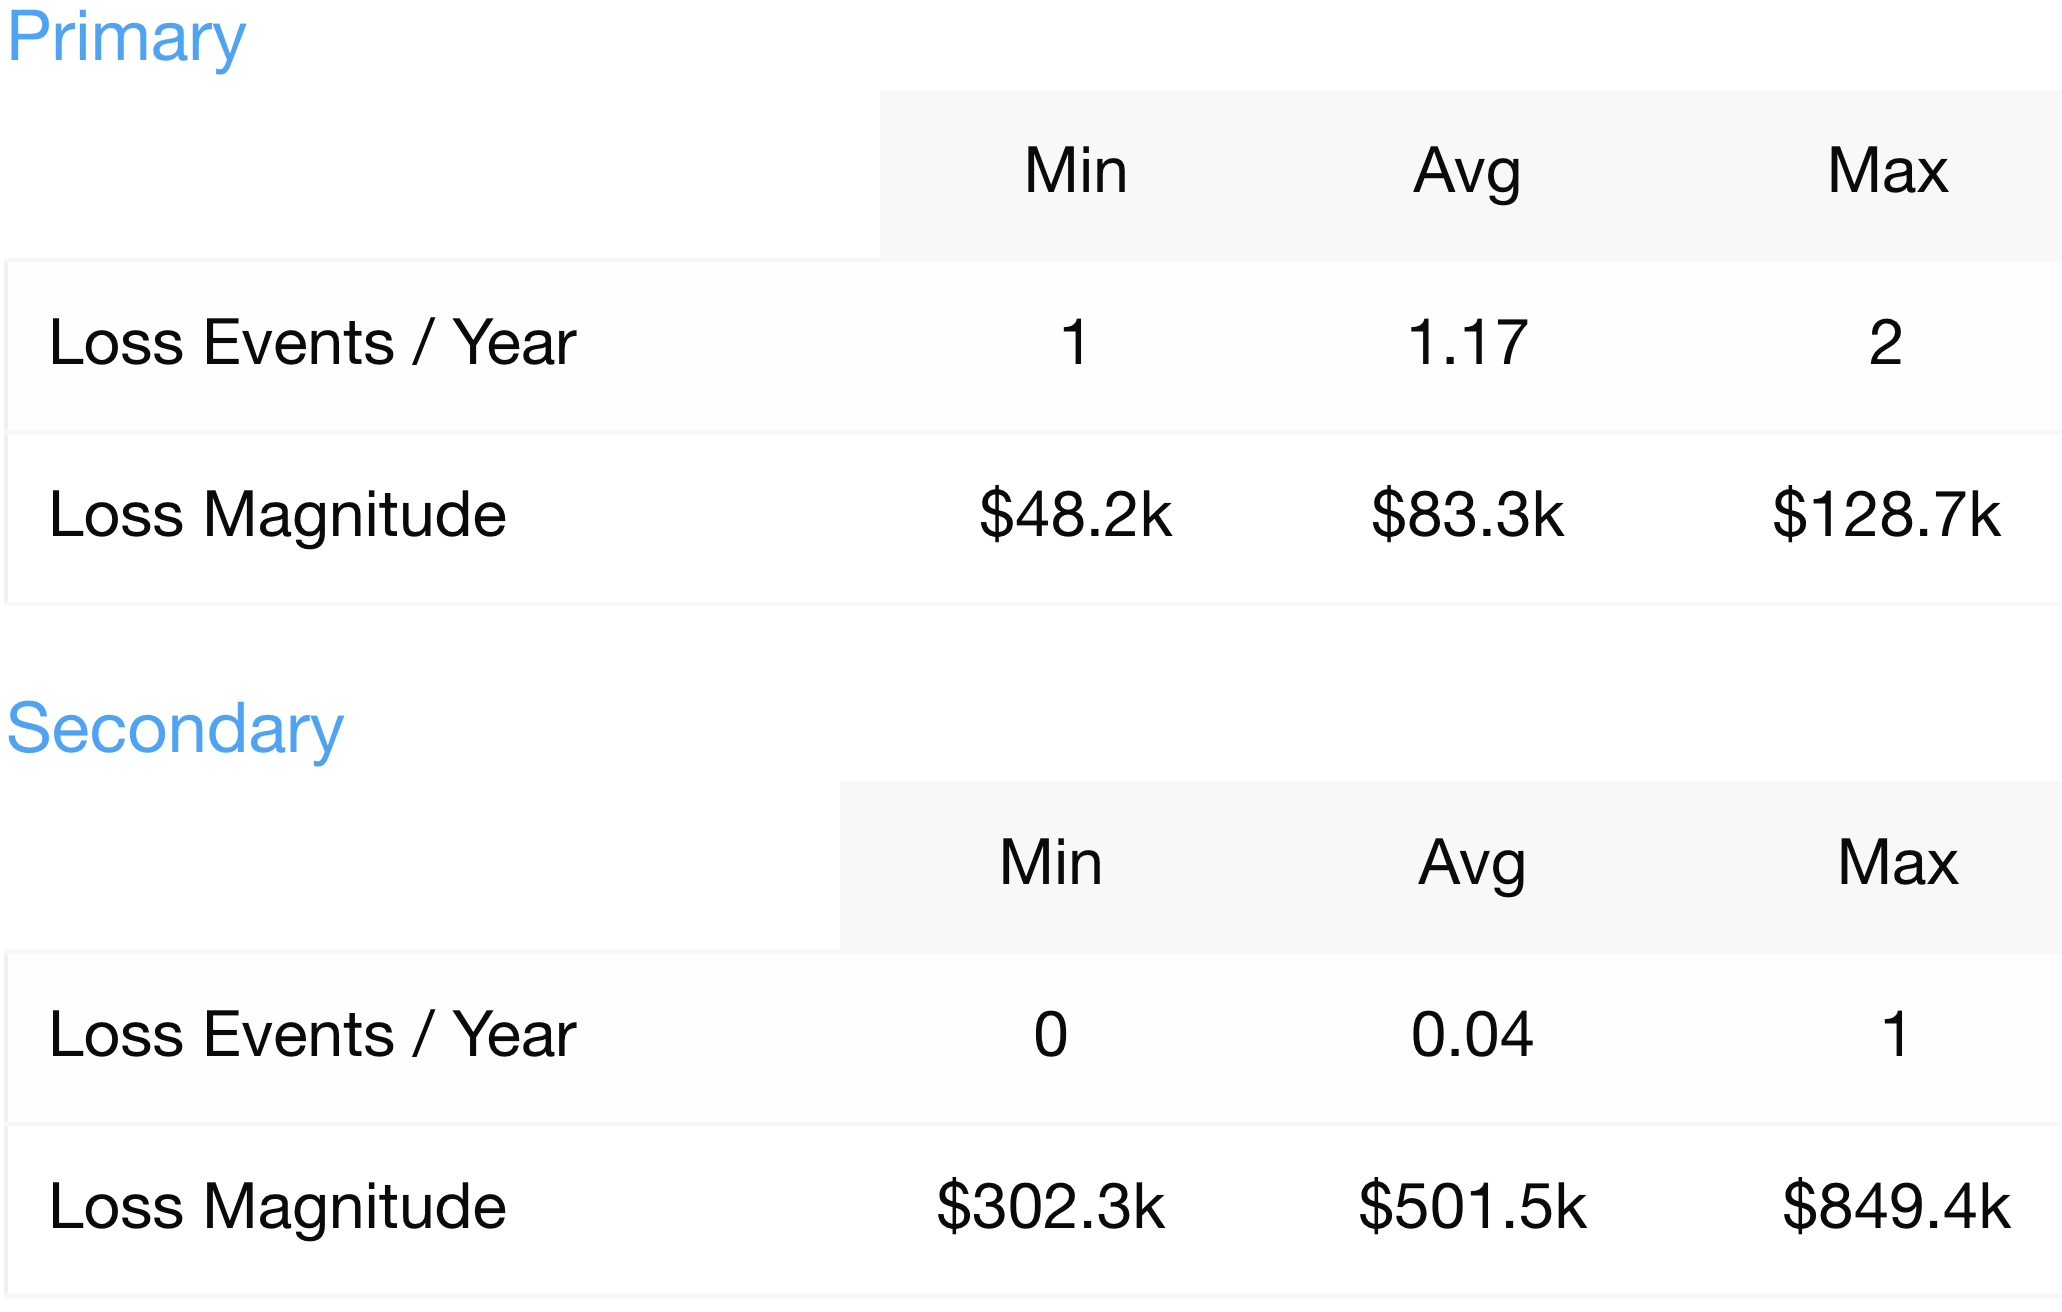 Primary
Min Avg Max
Loss Events / Year 1 1.17 2
Loss Magnitude $48.2k $83.3k $128.7k
Secondary
Min Avg Max
Loss Events / Year 0 0.04 1
Loss Magnitude $302.3k $501.5k $849.4k